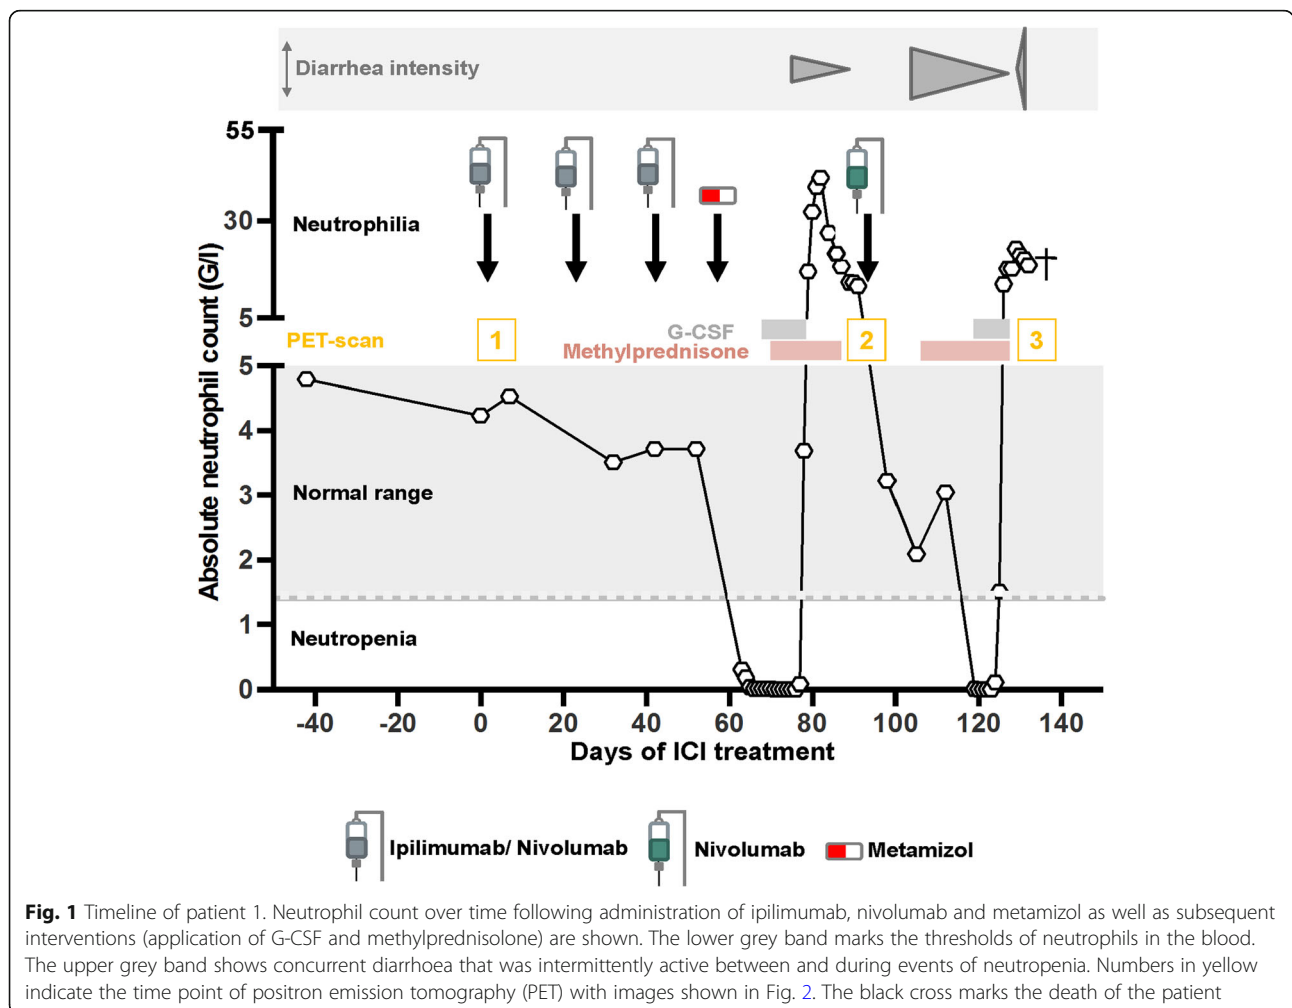 Diarrhea intensity
55
30
5
Neutrophilia
Absolute neutrophil count (G/l)
PET-scan
1
G-CSF
Methylprednisone
2
3
5
4
3
2
1
0
Normal range
Neutropenia
-40 -20 0 20 40 60 80 100 120 140
Days of ICI treatment
Ipilimumab/ Nivolumab
Nivolumab
Metamizol
Fig. 1 Timeline of patient 1. Neutrophil count over time following administration of ipilimumab, nivolumab and metamizol as well as subsequent
interventions (application of G-CSF and methylprednisolone) are shown. The lower grey band marks the thresholds of neutrophils in the blood.
The upper grey band shows concurrent diarrhoea that was intermittently active between and during events of neutropenia. Numbers in yellow
indicate the time point of positron emission tomography (PET) with images shown in Fig. 2. The black cross marks the death of the patient